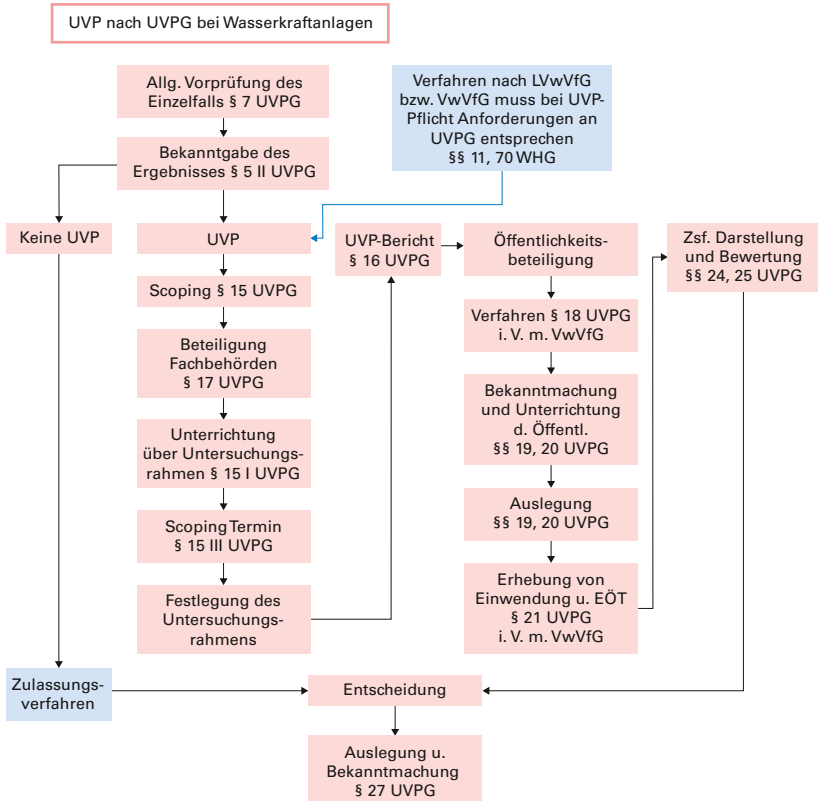 UVP nach UVPG bei Wasserkraftanlagen
Allg. Vorprüfung des
Einzelfalls § 7 UVPG
Verfahren nach LVwVfG
bzw. VwVfG muss bei UVP-
Pflicht Anforderungen an
UVPG entsprechen
§§ 11, 70 WHG
Bekanntgabe des
Ergebnisses § 5 II UVPG
Keine UVP
UVP
Scoping § 15 UVPG
Beteiligung
Fachbehörden
§ 17 UVPG
Unterrichtung
über Untersuchungs-
rahmen § 15 I UVPG
Scoping Termin
§ 15 III UVPG
Festlegung des
Untersuchungs-
rahmens
UVP-Bericht
§ 16 UVPG
Öffentlichkeits-
beteiligung
Verfahren § 18 UVPG
i. V. m. VwVfG
Bekanntmachung
und Unterrichtung
d. Öffentl.
§§ 19, 20 UVPG
Auslegung
§§ 19, 20 UVPG
Erhebung von
Einwendung u. EÖT
§ 21 UVPG
i. V. m. VwVfG
Zsf. Darstellung
und Bewertung
§§ 24, 25 UVPG
Zulassungs-
verfahren
Entscheidung
Auslegung u.
Bekanntmachung
§ 27 UVPG